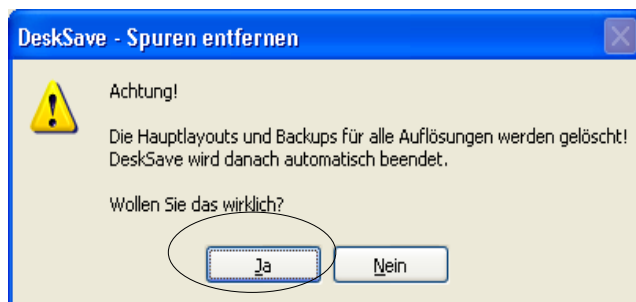 DeskSave - Spuren entfernen
Achtung!
Die Hauptlayouts und Backups für alle Auflösungen werden gelöscht!
DeskSave wird danach automatisch beendet.
Wollen Sie das wirklich?
Ja
Nein